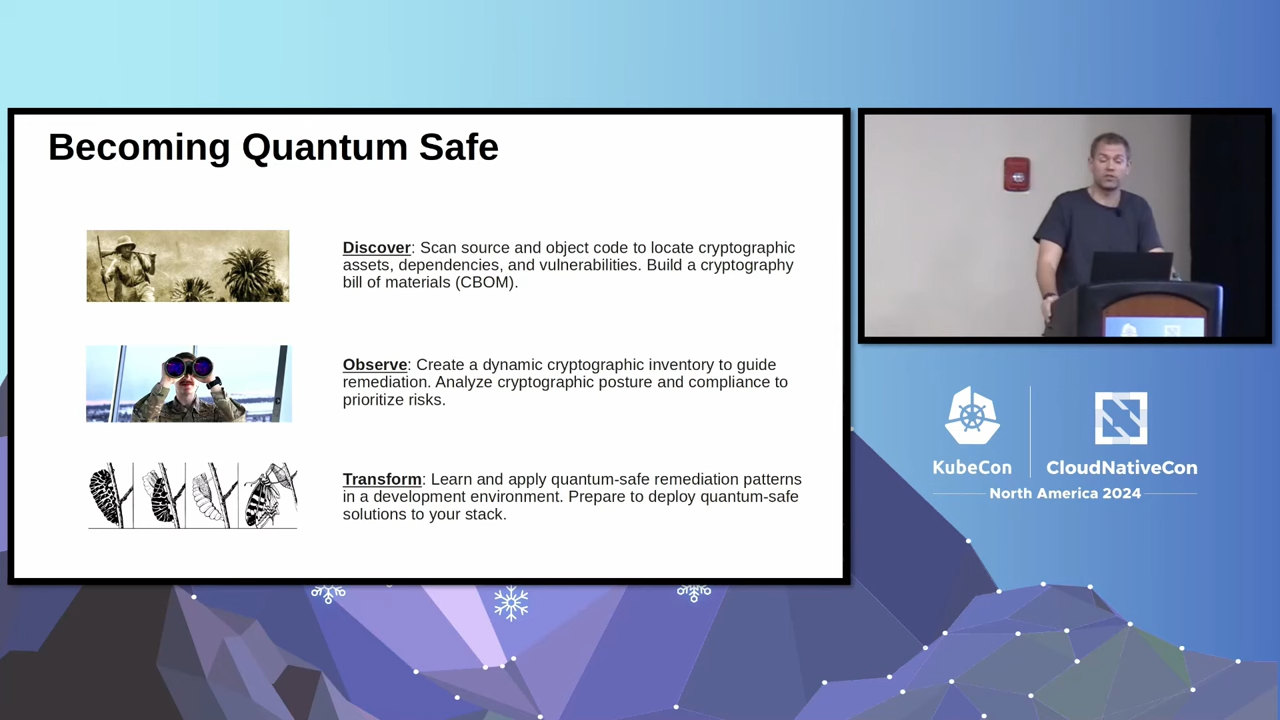 Becoming Quantum Safe
Discover: Scan source and object code to locate cryptographic
assets, dependencies, and vulnerabilities. Build a cryptography
bill of materials (CBOM).
Observe: Create a dynamic cryptographic inventory to guide
remediation. Analyze cryptographic posture and compliance to
prioritize risks.
Transform: Learn and apply quantum-safe remediation patterns
in a development environment. Prepare to deploy quantum-safe
solutions to your stack.
KubeCon
CloudNativeCon
North America 2024